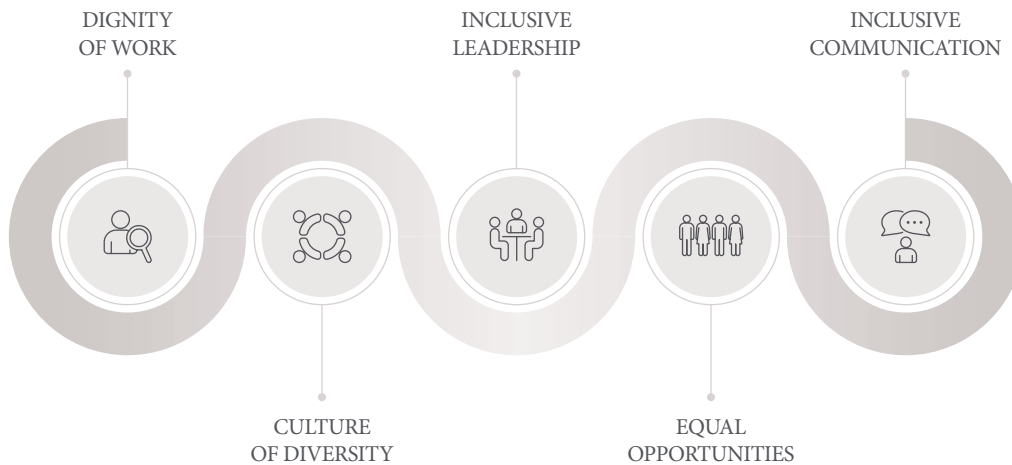 DIGNITY
OF WORK
INCLUSIVE
LEADERSHIP
INCLUSIVE
COMMUNICATION
CULTURE
OF DIVERSITY
EQUAL
OPPORTUNITIES